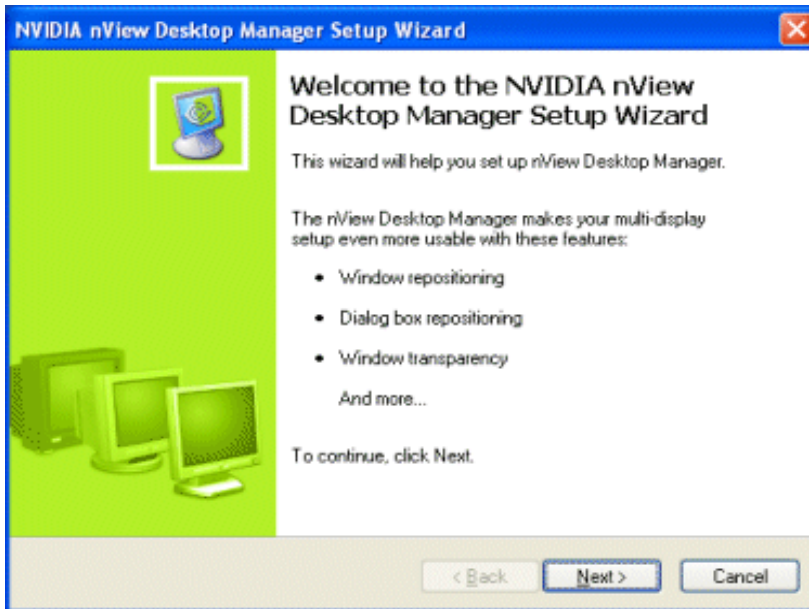 NVIDIA nView Desktop Manager Setup Wizard
Welcome to the NVIDIA nView
Desktop Manager Setup Wizard
This wizard will help you set up nView Desktop Manager.
The nView Desktop Manager makes your multi-display
setup even more usable with these features:
• Window repositioning
• Dialog box repositioning
• Window transparency
And more...
To continue, click Next.
< Back
Next >
Cancel